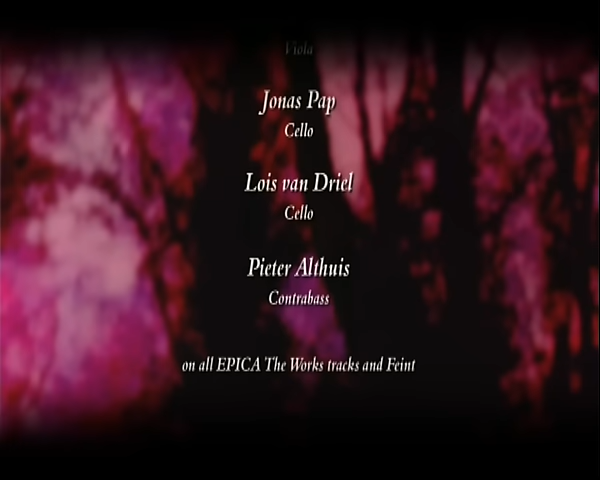 Viola
Jonas Pap
Cello
Lois van Driel
Cello
Pieter Althuis
Contrabass
on all EPICA The Works tracks and Feint